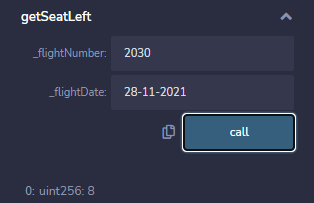 getSeatLeft
_flightNumber: 2030
_flightDate: 28-11-2021
call
0: uint256: 8